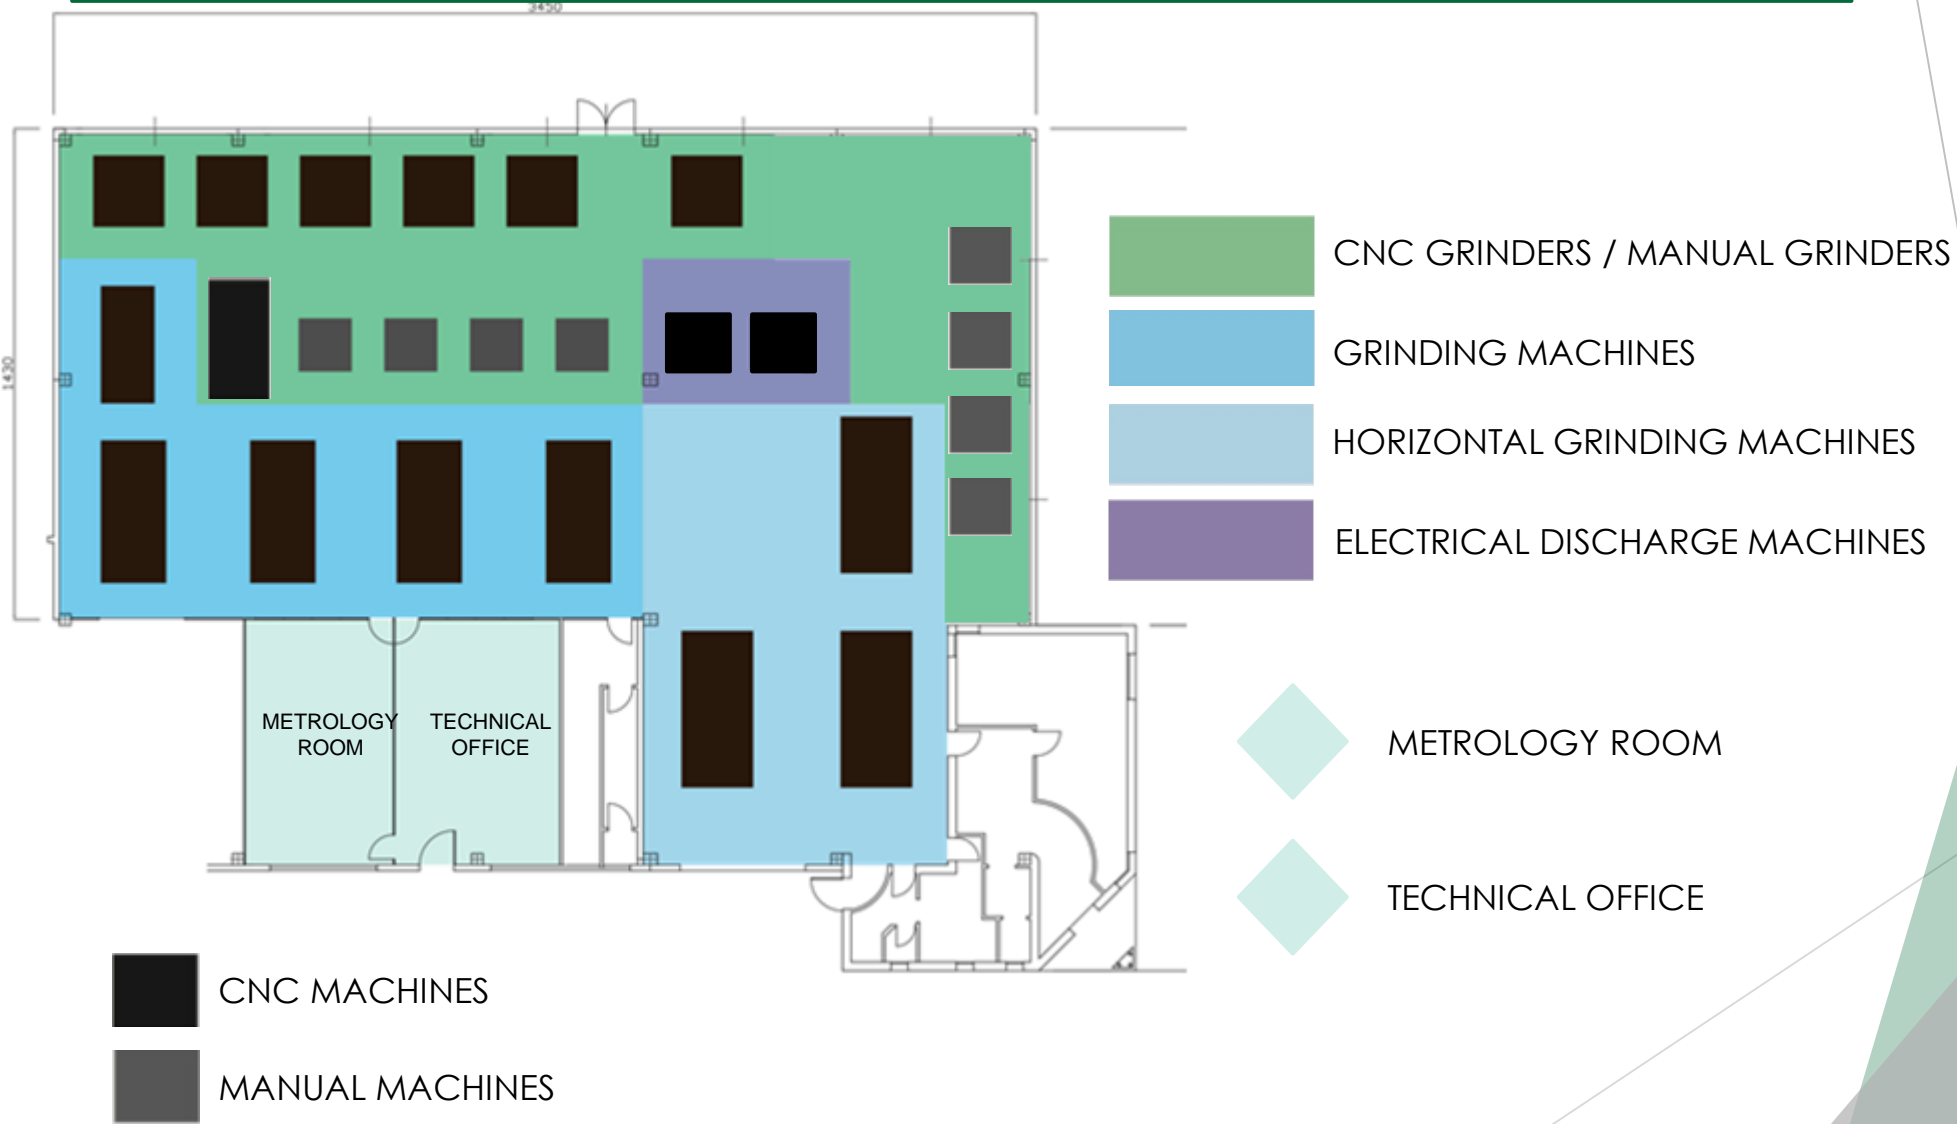 3450
1430
CNC GRINDERS / MANUAL GRINDERS
GRINDING MACHINES
HORIZONTAL GRINDING MACHINES
ELECTRICAL DISCHARGE MACHINES
METROLOGY
ROOM
TECHNICAL
OFFICE
METROLOGY ROOM
TECHNICAL OFFICE
CNC MACHINES
MANUAL MACHINES